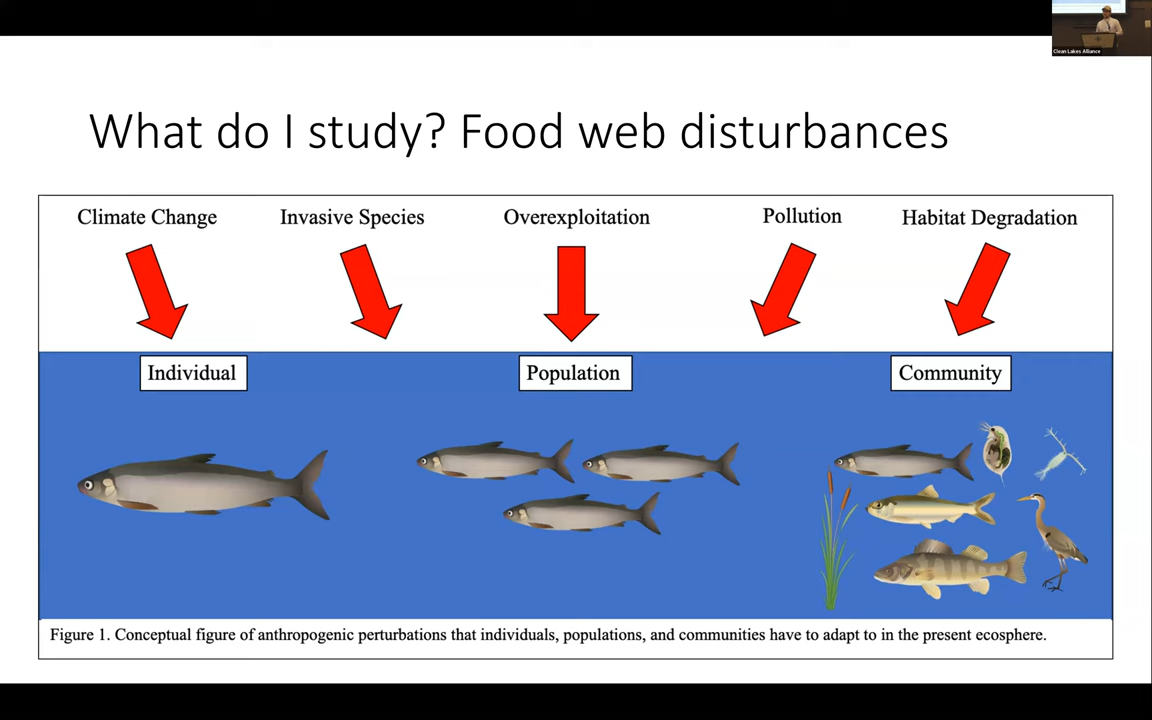 Clean Lakes Alliance
What do I study? Food web disturbances
Climate Change
Invasive Species
Overexploitation
Pollution
Habitat Degradation
Individual
Population
Community
Figure 1. Conceptual figure of anthropogenic perturbations that individuals, populations, and communities have to adapt to in the present ecosphere.